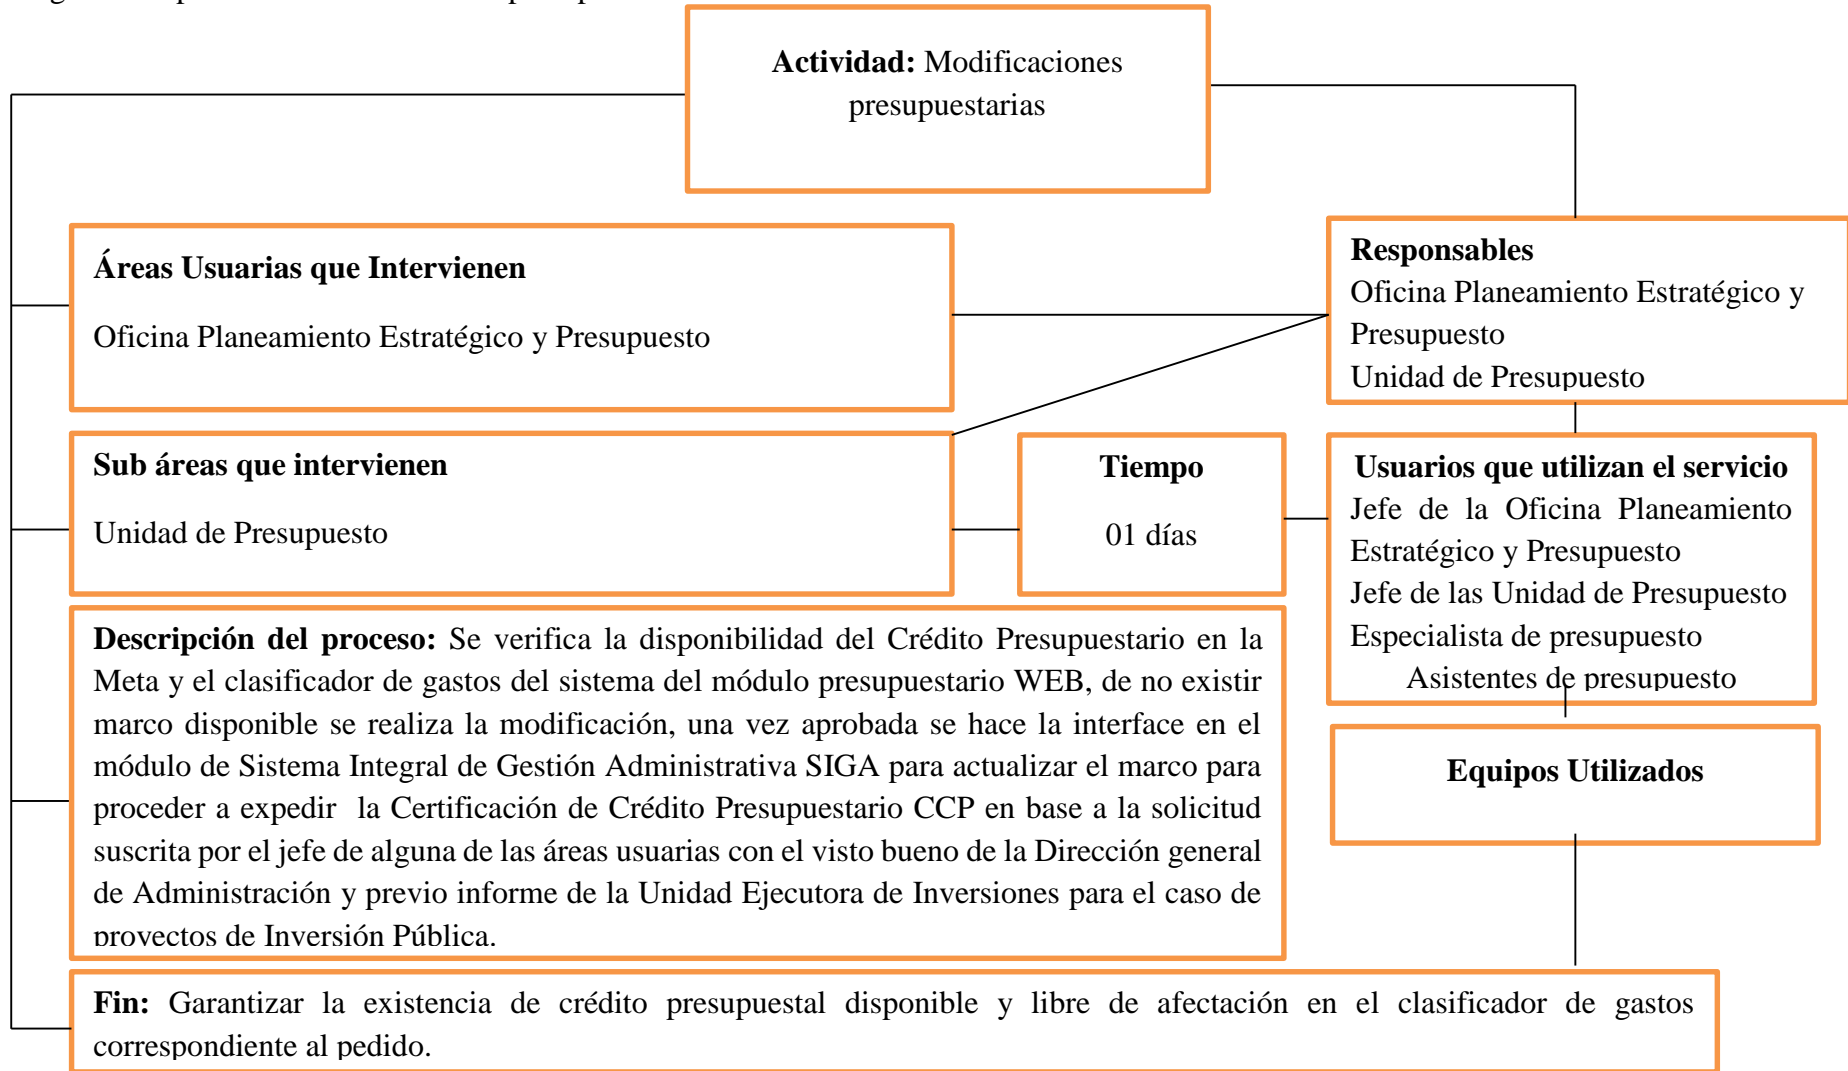 Actividad: Modificaciones
presupuestarias
Áreas Usuarias que Intervienen
Oficina Planeamiento Estratégico y Presupuesto
Responsables
Oficina Planeamiento Estratégico y
Presupuesto
Unidad de Presupuesto
Sub áreas que intervienen
Unidad de Presupuesto
Tiempo
01 días
Usuarios que utilizan el servicio
Jefe de la Oficina Planeamiento
Estratégico y Presupuesto
Jefe de las Unidad de Presupuesto
Especialista de presupuesto
Asistentes de presupuesto
Descripción del proceso: Se verifica la disponibilidad del Crédito Presupuestario en la
Meta y el clasificador de gastos del sistema del módulo presupuestario WEB, de no existir
marco disponible se realiza la modificación, una vez aprobada se hace la interface en el
módulo de Sistema Integral de Gestión Administrativa SIGA para actualizar el marco para
proceder a expedir la Certificación de Crédito Presupuestario CCP en base a la solicitud
suscrita por el jefe de alguna de las áreas usuarias con el visto bueno de la Dirección general
de Administración y previo informe de la Unidad Ejecutora de Inversiones para el caso de
proyectos de Inversión Pública.
Equipos Utilizados
Fin: Garantizar la existencia de crédito presupuestal disponible y libre de afectación en el clasificador de gastos
correspondiente al pedido.